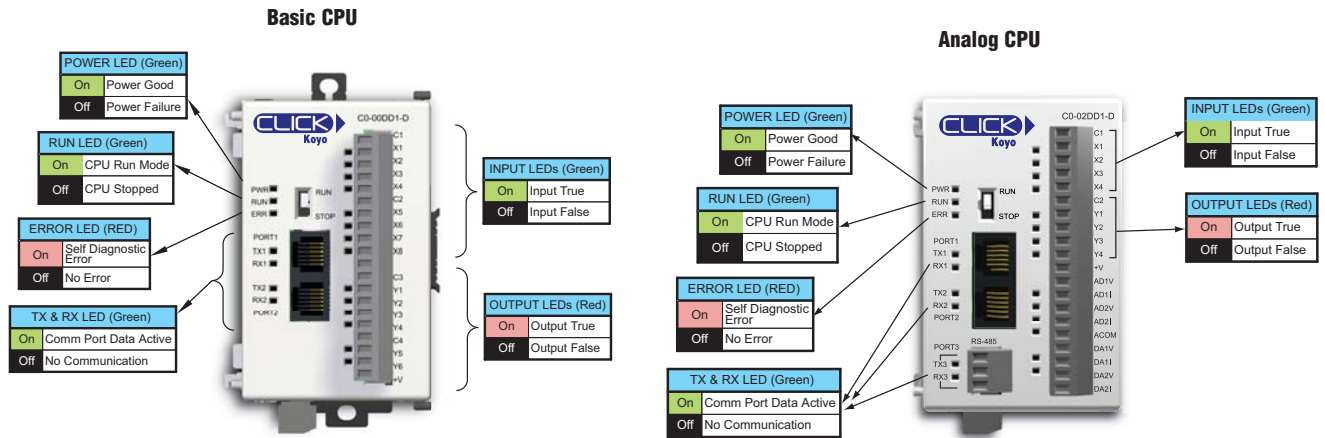 Basic CPU
POWER LED (Green)
On Power Good
Off Power Failure
RUN LED (Green)
On CPU Run Mode
Off CPU Stopped
ERROR LED (RED)
On Self Diagnostic
Error
Off No Error
TX & RX LED (Green)
On Comm Port Data Active
Off No Communication
CLICK
Koyo
C0-00DD1-D
PWR
RUN
ERR
RUN
STOP
PORT1
TX1
RX1
TX2
RX2
PORT2
C1
X1
X2
X3
X4
C2
X5
X6
X7
X8
C3
Y1
Y2
Y3
Y4
C4
Y5
Y6
+V
INPUT LEDs (Green)
On Input True
Off Input False
OUTPUT LEDs (Red)
On Output True
Off Output False
Analog CPU
POWER LED (Green)
On Power Good
Off Power Failure
RUN LED (Green)
On CPU Run Mode
Off CPU Stopped
ERROR LED (RED)
On Self Diagnostic
Error
Off No Error
TX & RX LED (Green)
On Comm Port Data Active
Off No Communication
CLICK
Koyo
C0-02DD1-D
PWR
RUN
ERR
RUN
STOP
PORT1
TX1
RX1
TX2
RX2
PORT2
PORT3
RS-485
TX3
RX3
C1
X1
X2
X3
X4
C2
Y1
Y2
Y3
Y4
+V
AD1V
AD1I
AD2V
AD2I
ACOM
DA1V
DA1I
DA2V
DA2I
INPUT LEDs (Green)
On Input True
Off Input False
OUTPUT LEDs (Red)
On Output True
Off Output False